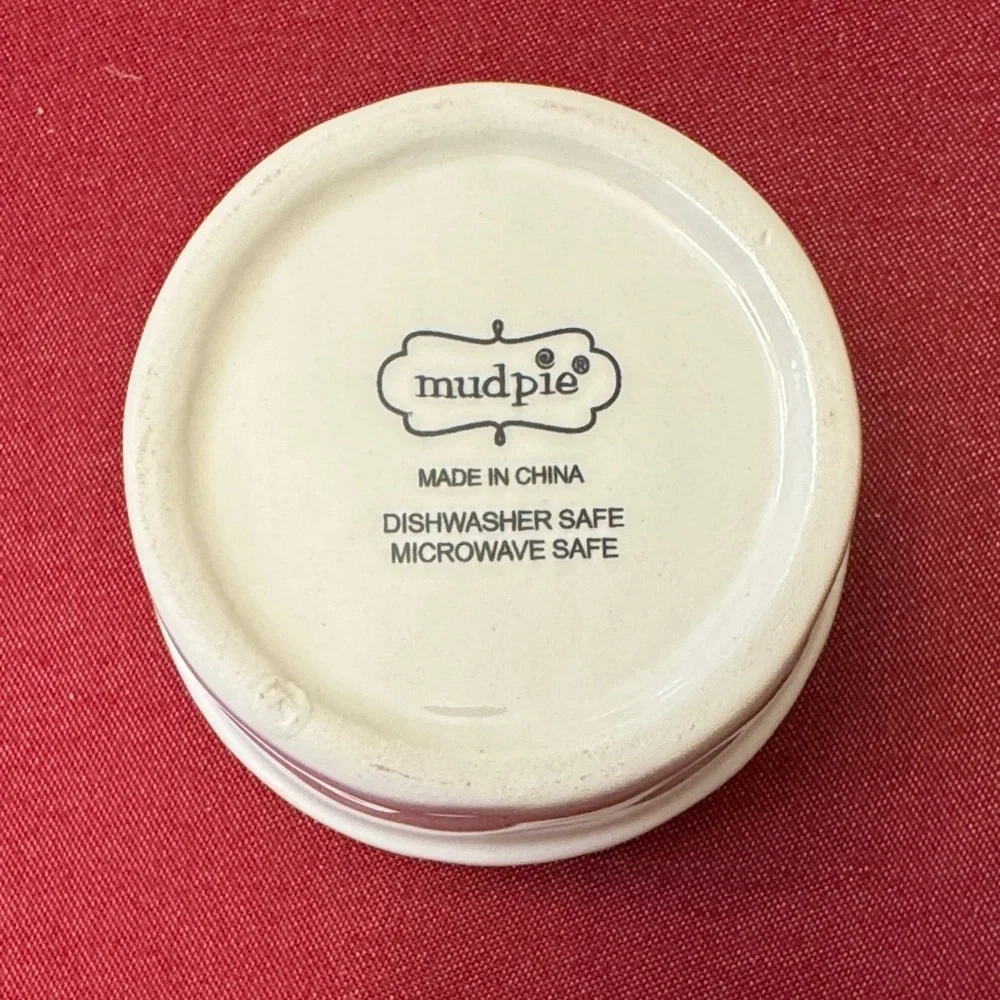 mudpie®
MADE IN CHINA
DISHWASHER SAFE
MICROWAVE SAFE